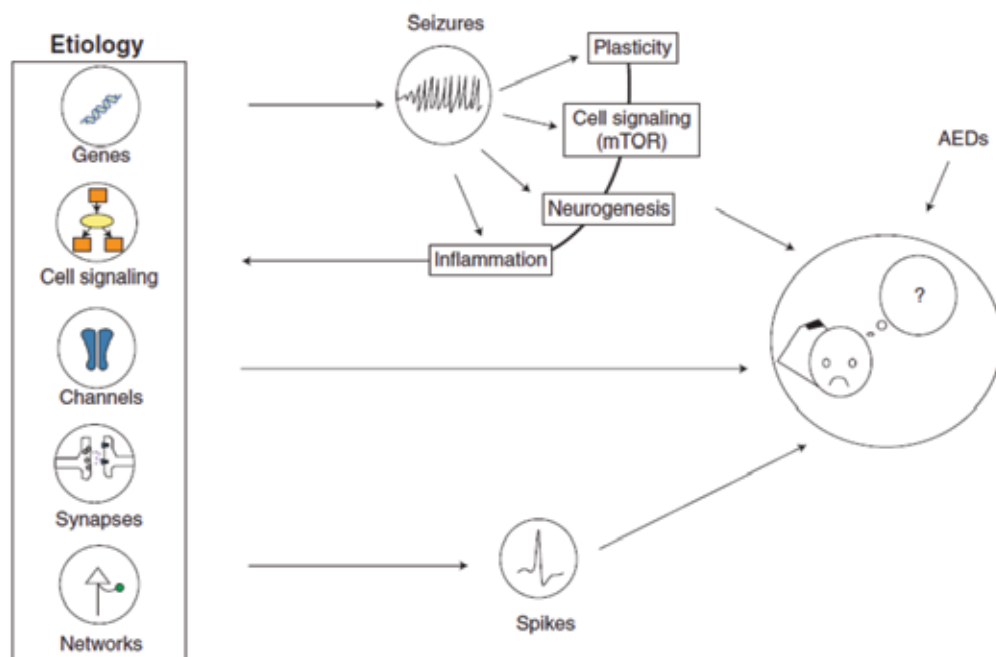 Etiology
Genes
Cell signaling
Channels
Synapses
Networks
Seizures
Plasticity
Cell signaling
(mTOR)
Neurogenesis
Inflammation
Spikes
AEDs
?